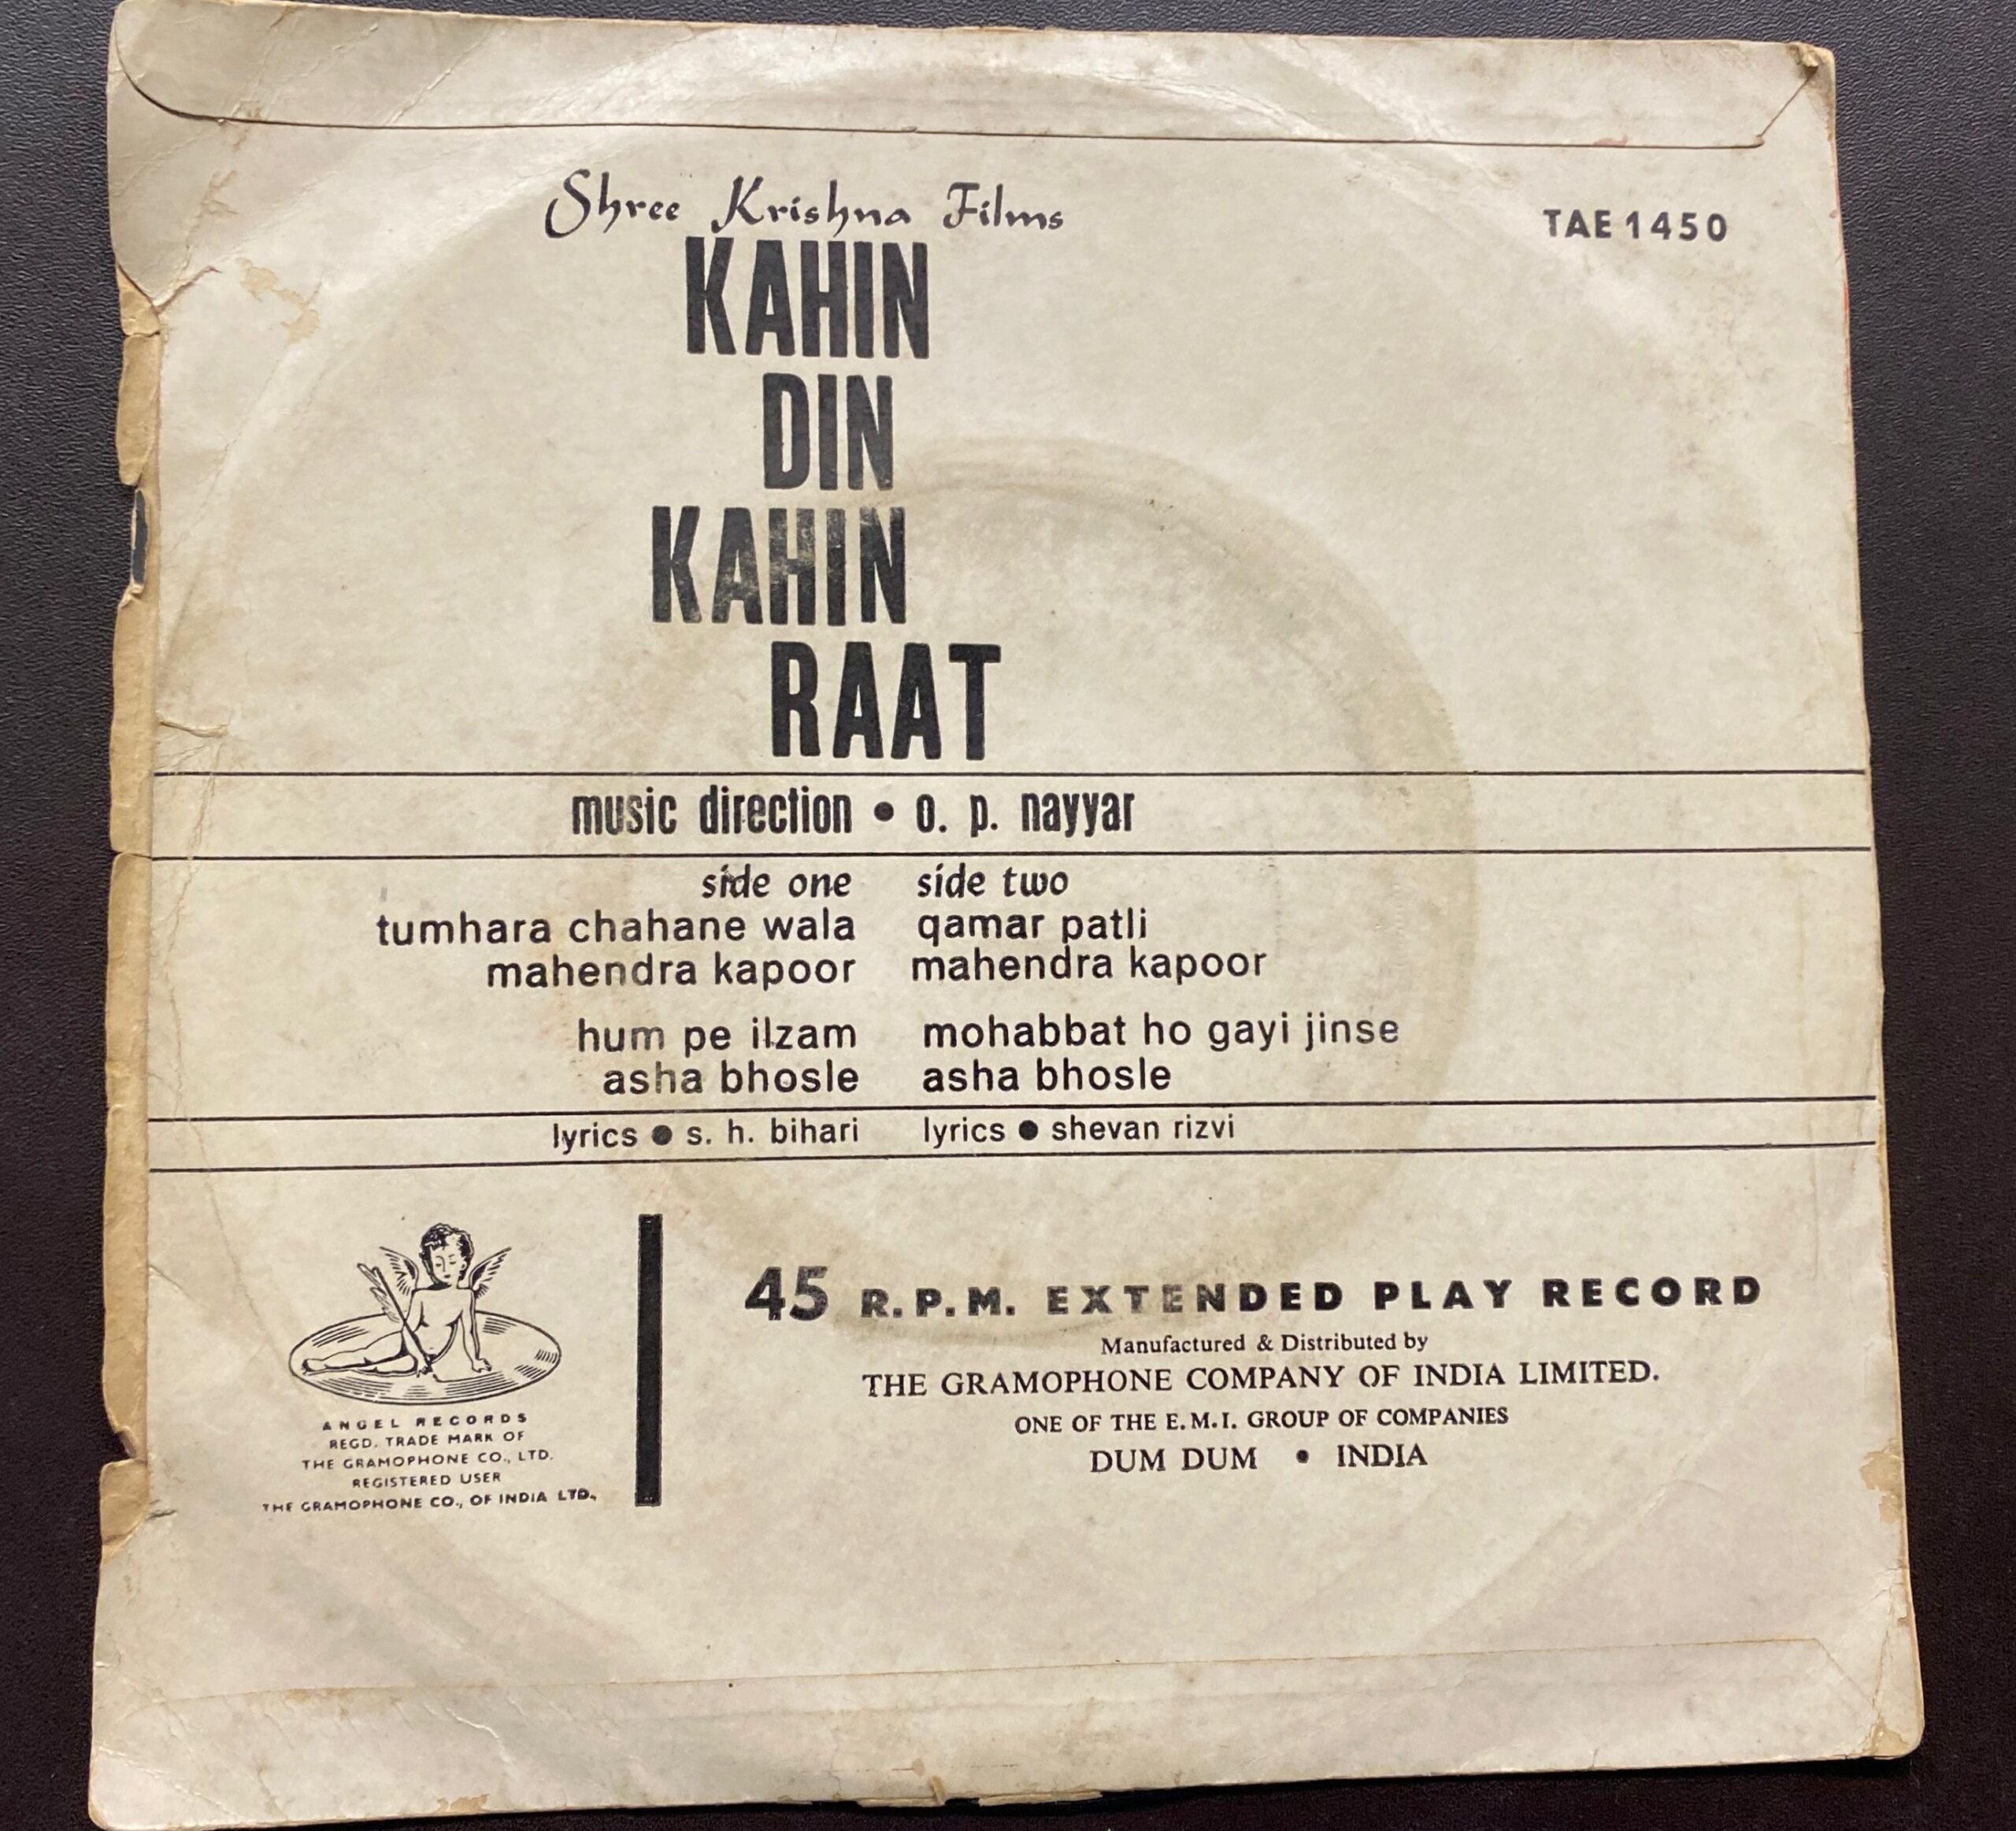 Shree Krishna Films
TAE 1450
KAHIN
DIN
KAHIN
RAAT
music direction • o. p. nayyar
side one
tumhara chahane wala
mahendra kapoor
hum pe ilzam
asha bhosle
lyrics • s. h. bihari
side two
qamar patli
mahendra kapoor
mohabbat ho gayi jinse
asha bhosle
lyrics • shevan rizvi
ANGEL RECORDS
REGD. TRADE MARK OF
THE GRAMOPHONE CO., LTD.
REGISTERED USER
THE GRAMOPHONE CO., OF INDIA LTD.,
45 R.P.M. EXTENDED PLAY RECORD
Manufactured & Distributed by
THE GRAMOPHONE COMPANY OF INDIA LIMITED.
ONE OF THE E.M.I. GROUP OF COMPANIES
DUM DUM • INDIA